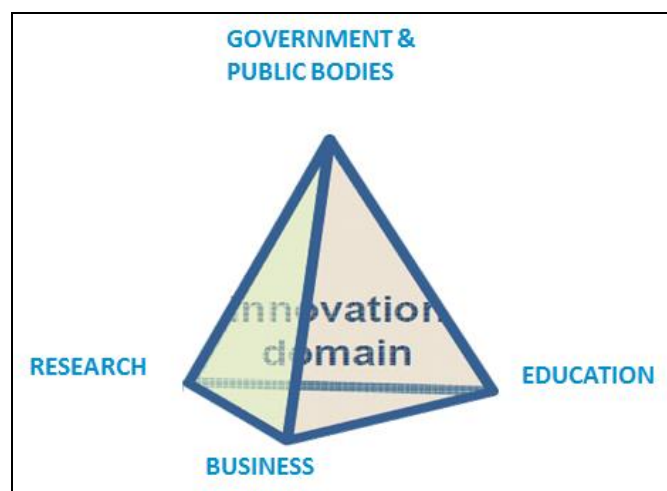 GOVERNMENT &
PUBLIC BODIES
innovation
domain
RESEARCH
EDUCATION
BUSINESS